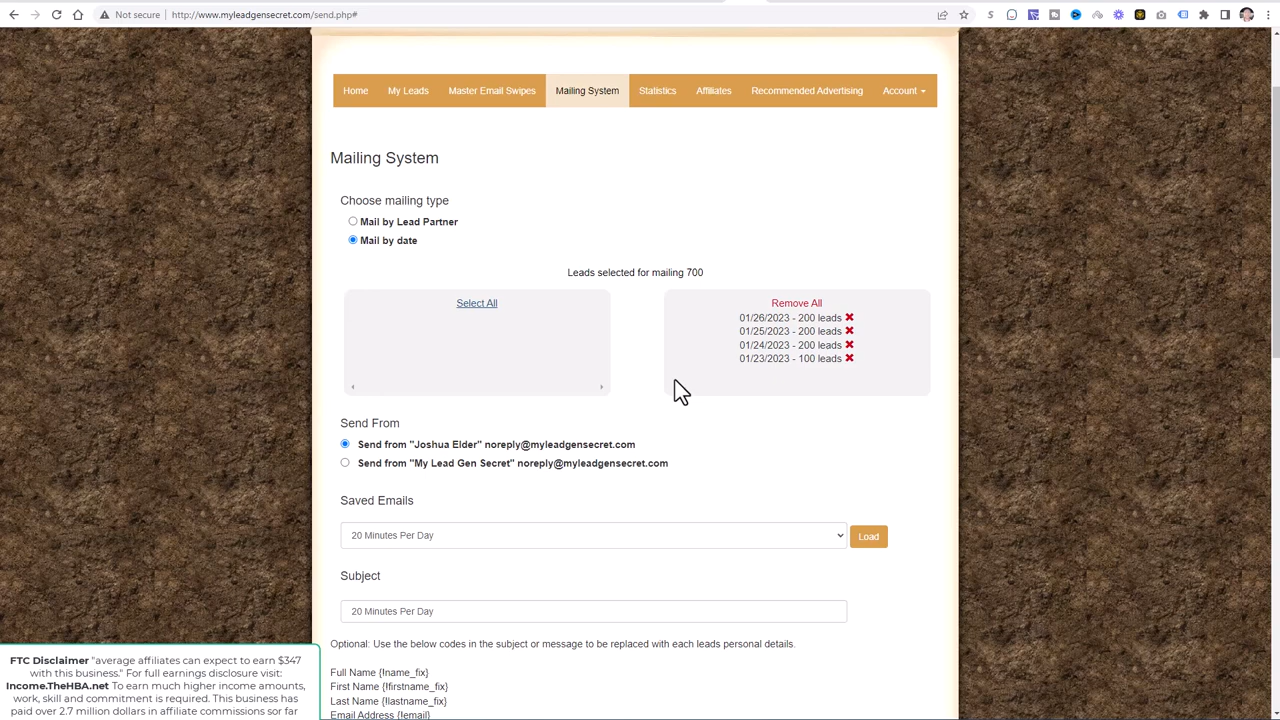 Not secure
http://www.myleadgensecret.com/send.php#
Home My Leads Master Email Swipes Mailing System Statistics Affiliates Recommended Advertising Account
Mailing System
Choose mailing type
Mail by Lead Partner
Mail by date
Leads selected for mailing 700
Select All
Remove All
01/26/2023 - 200 leads
01/25/2023 - 200 leads
01/24/2023 - 200 leads
01/23/2023 - 100 leads
Send From
Send from "Joshua Elder" noreply@myleadgensecret.com
Send from "My Lead Gen Secret" noreply@myleadgensecret.com
Saved Emails
20 Minutes Per Day
Load
Subject
20 Minutes Per Day
Optional: Use the below codes in the subject or message to be replaced with each leads personal details.
Full Name {!name_fix}
First Name {!firstname_fix}
Last Name {!lastname_fix}
Email Address {!email}
FTC Disclaimer "average affiliates can expect to earn $347
with this business." For full earnings disclosure visit:
Income.TheHBA.net To earn much higher income amounts,
work, skill and commitment is required. This business has
paid over 2.7 million dollars in affiliate commissions sor far